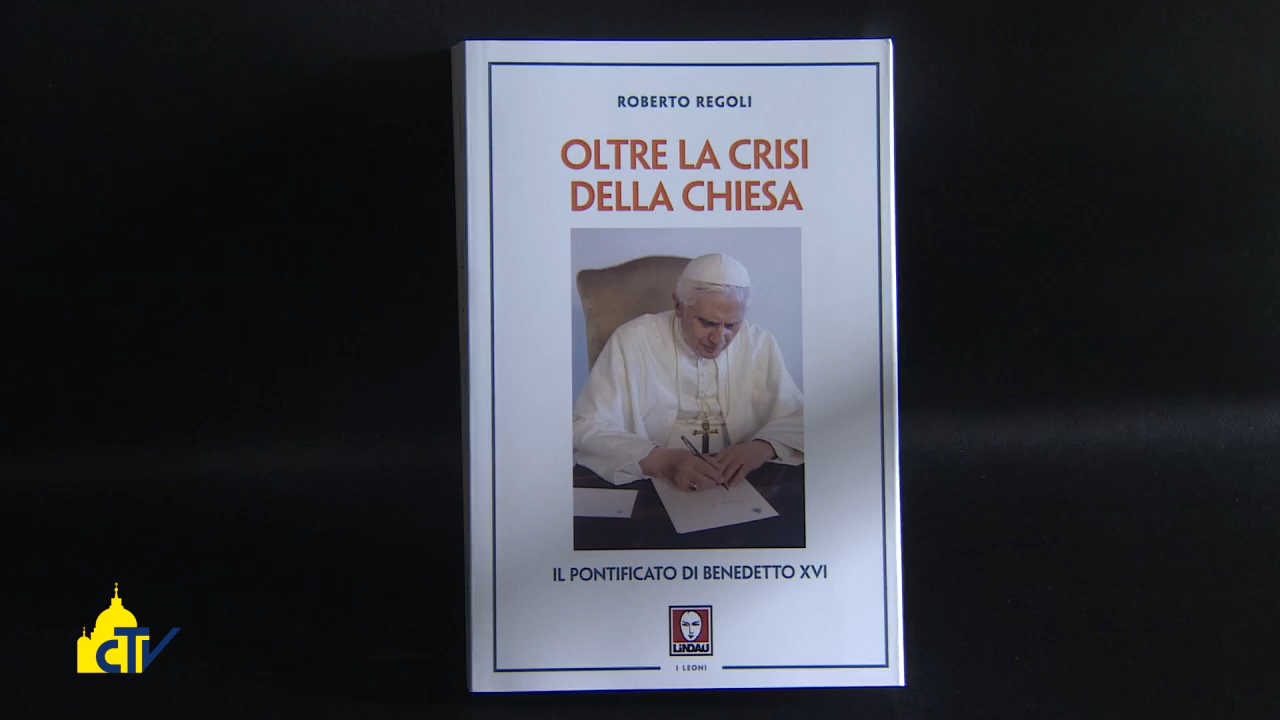 ROBERTO REGOLI
OLTRE LA CRISI
DELLA CHIESA
IL PONTIFICATO DI BENEDETTO XVI
LiNDAU
I LEONI
CTV